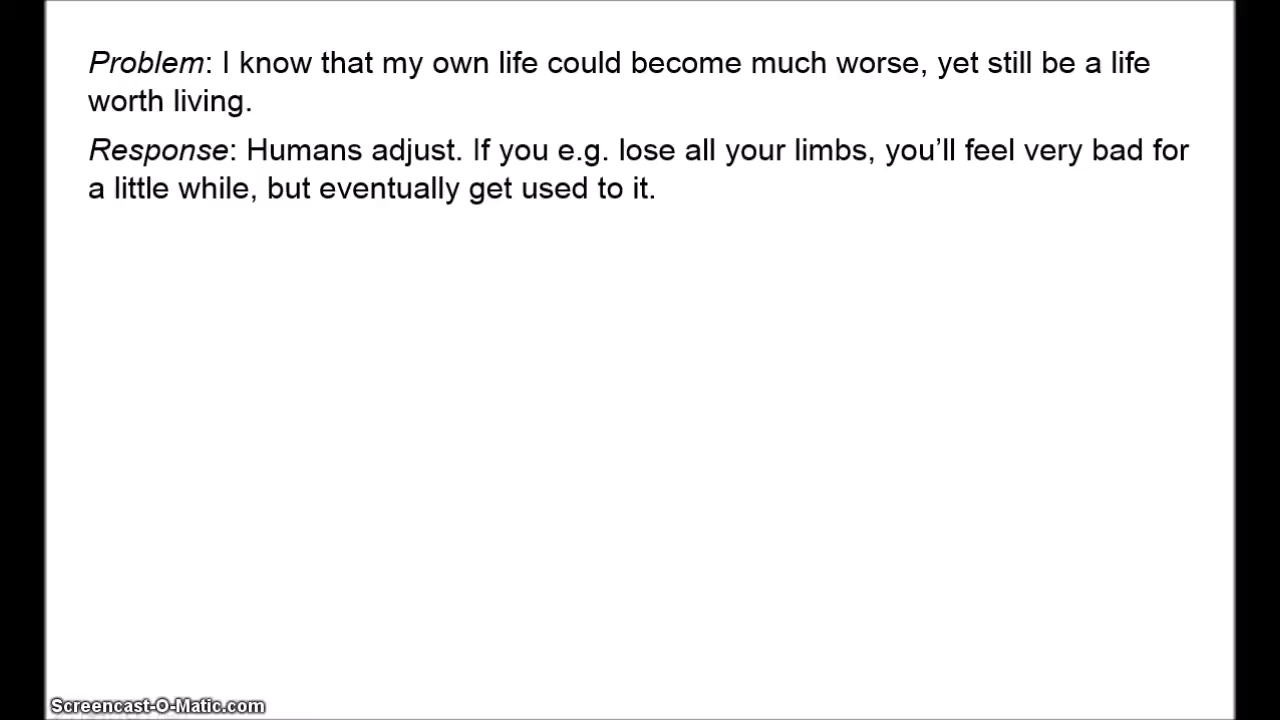 Problem: I know that my own life could become much worse, yet still be a life
worth living.
Response: Humans adjust. If you e.g. lose all your limbs, you’ll feel very bad for
a little while, but eventually get used to it.
Screencast-O-Matic.com